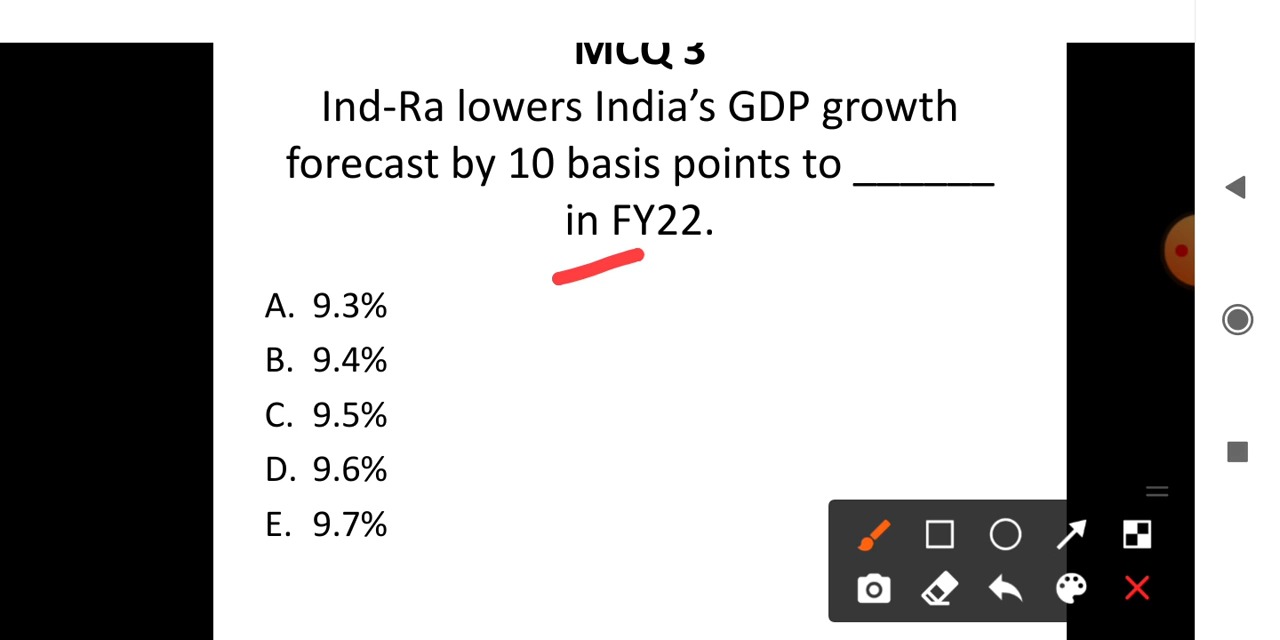 MCQ 3
Ind-Ra lowers India’s GDP growth
forecast by 10 basis points to ______
in FY22.
A. 9.3%
B. 9.4%
C. 9.5%
D. 9.6%
E. 9.7%